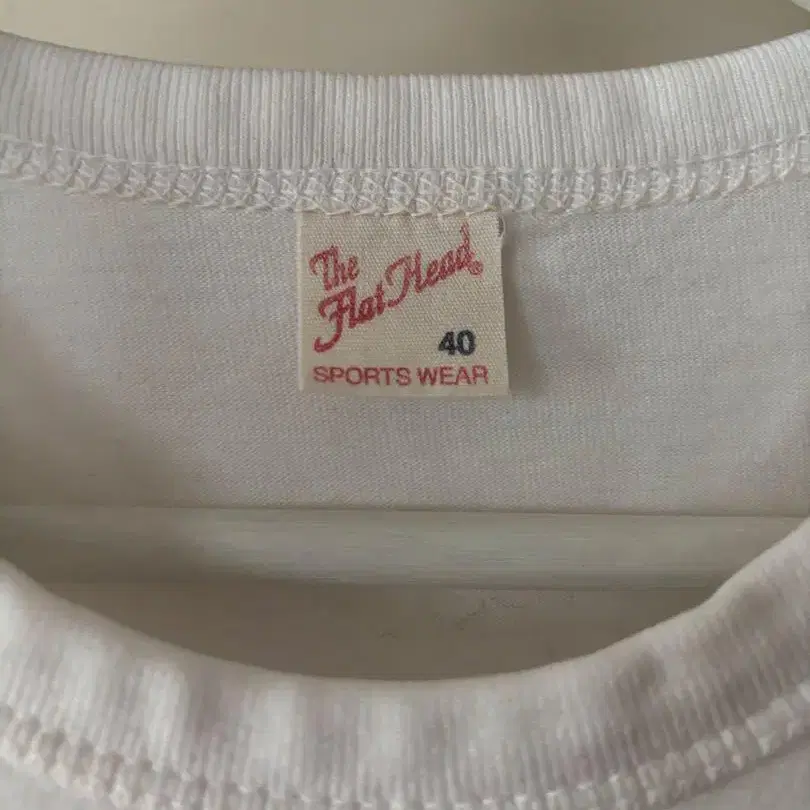 The
Flat Head®
40
SPORTS WEAR